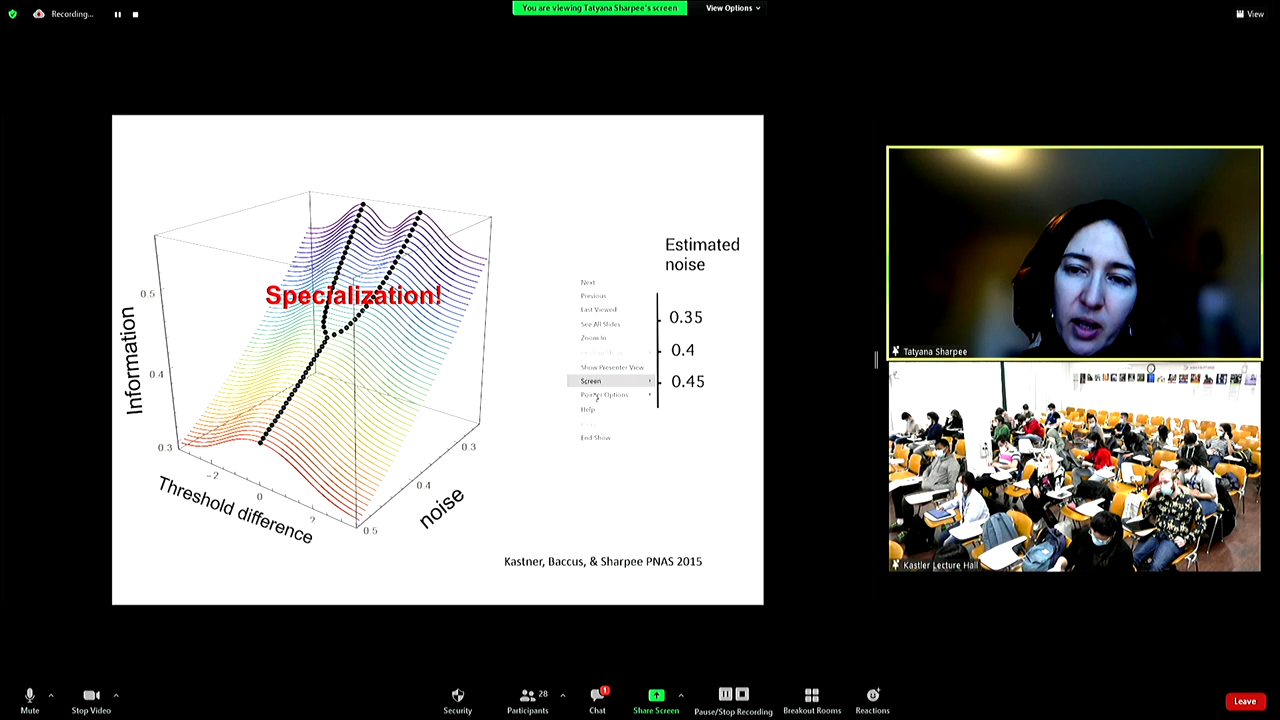 Recording...
You are viewing Tatyana Sharpee's screen
View Options
View
Estimated
noise
0.35
0.4
0.45
Specialization!
Information
0.5
0.4
0.3
Threshold difference
−2
0
2
noise
0.3
0.4
0.5
Next
Previous
Last Viewed
See All Slides
Zoom In
Show Presenter View
Screen
Pointer Options
Help
End Show
Kastner, Baccus, & Sharpee PNAS 2015
Tatyana Sharpee
Kastler Lecture Hall
Mute
Stop Video
Security
28
Participants
1
Chat
Share Screen
Pause/Stop Recording
Breakout Rooms
Reactions
Leave